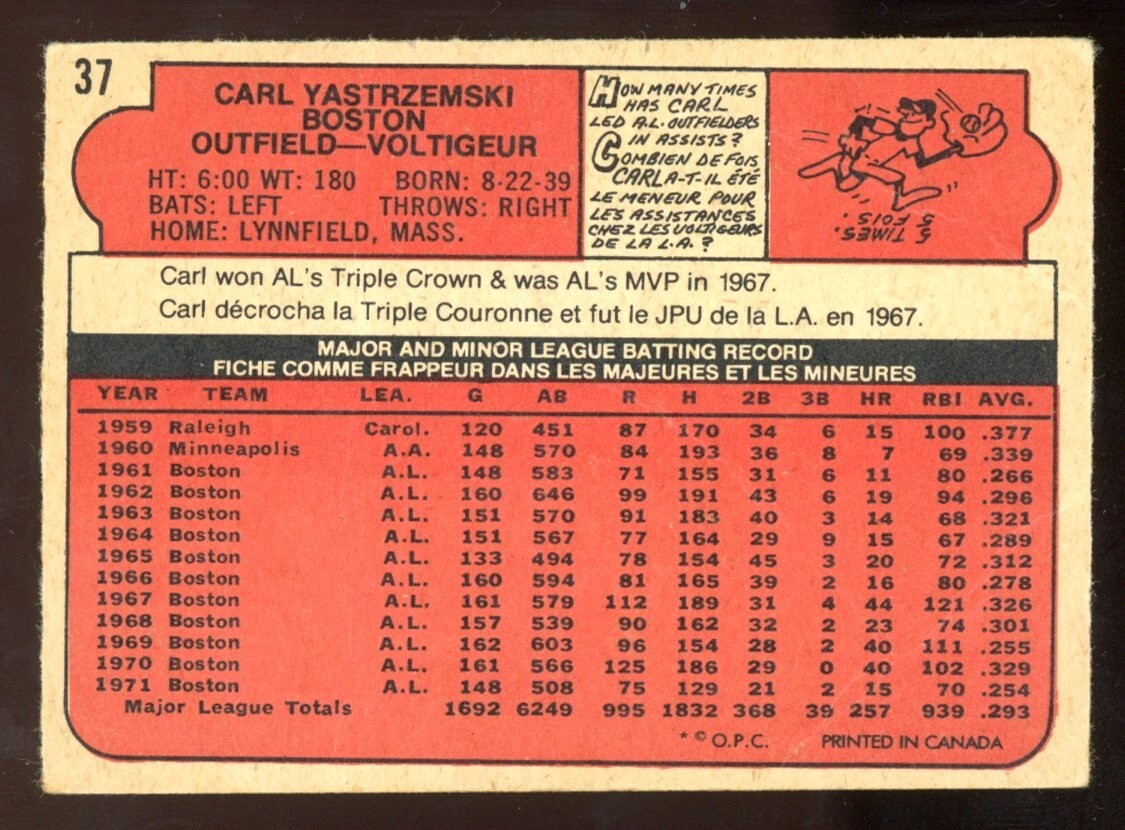 37
CARL YASTRZEMSKI
BOSTON
OUTFIELD—VOLTIGEUR
HT: 6:00 WT: 180 BORN: 8-22-39
BATS: LEFT THROWS: RIGHT
HOME: LYNNFIELD, MASS.
HOW MANY TIMES
HAS CARL
LED A.L. OUTFIELDERS
IN ASSISTS?
COMBIEN DE FOIS
CARL A-T-IL ÉTÉ
LE MENEUR POUR
LES ASSISTANCES
CHEZ LES VOLTIGEURS
DE LA L.A.?
5 TIMES.
5 FOIS.
Carl won AL's Triple Crown & was AL's MVP in 1967.
Carl décrocha la Triple Couronne et fut le JPU de la L.A. en 1967.
MAJOR AND MINOR LEAGUE BATTING RECORD
FICHE COMME FRAPPEUR DANS LES MAJEURES ET LES MINEURES
YEAR TEAM LEA. G AB R H 2B 3B HR RBI AVG.
1959 Raleigh Carol. 120 451 87 170 34 6 15 100 .377
1960 Minneapolis A.A. 148 570 84 193 36 8 7 69 .339
1961 Boston A.L. 148 583 71 155 31 6 11 80 .266
1962 Boston A.L. 160 646 99 191 43 6 19 94 .296
1963 Boston A.L. 151 570 91 183 40 3 14 68 .321
1964 Boston A.L. 151 567 77 164 29 9 15 67 .289
1965 Boston A.L. 133 494 78 154 45 3 20 72 .312
1966 Boston A.L. 160 594 81 165 39 2 16 80 .278
1967 Boston A.L. 161 579 112 189 31 4 44 121 .326
1968 Boston A.L. 157 539 90 162 32 2 23 74 .301
1969 Boston A.L. 162 603 96 154 28 2 40 111 .255
1970 Boston A.L. 161 566 125 186 29 0 40 102 .329
1971 Boston A.L. 148 508 75 129 21 2 15 70 .254
Major League Totals 1692 6249 995 1832 368 39 257 939 .293
* © O.P.C. PRINTED IN CANADA